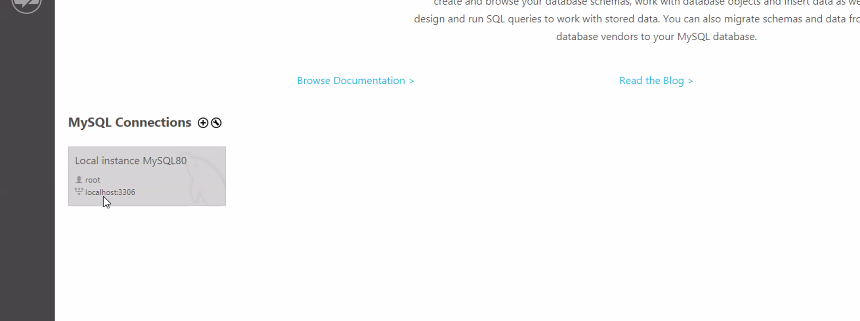 create and browse your database schemas, work with database objects and insert data as we
design and run SQL queries to work with stored data. You can also migrate schemas and data fro
database vendors to your MySQL database.
Browse Documentation >
Read the Blog >
MySQL Connections
Local instance MySQL80
root
localhost:3306